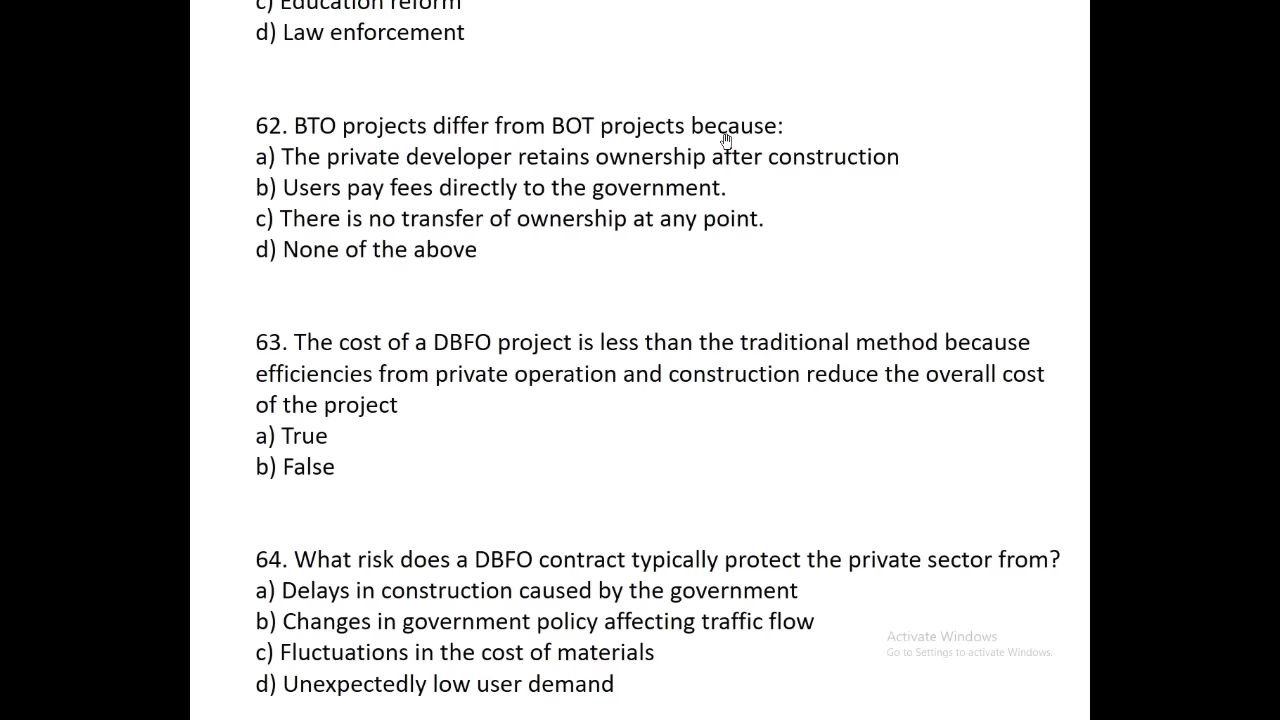 c) Education reform
d) Law enforcement
62. BTO projects differ from BOT projects because:
a) The private developer retains ownership after construction
b) Users pay fees directly to the government.
c) There is no transfer of ownership at any point.
d) None of the above
63. The cost of a DBFO project is less than the traditional method because
efficiencies from private operation and construction reduce the overall cost
of the project
a) True
b) False
64. What risk does a DBFO contract typically protect the private sector from?
a) Delays in construction caused by the government
b) Changes in government policy affecting traffic flow
c) Fluctuations in the cost of materials
d) Unexpectedly low user demand
Activate Windows
Go to Settings to activate Windows.